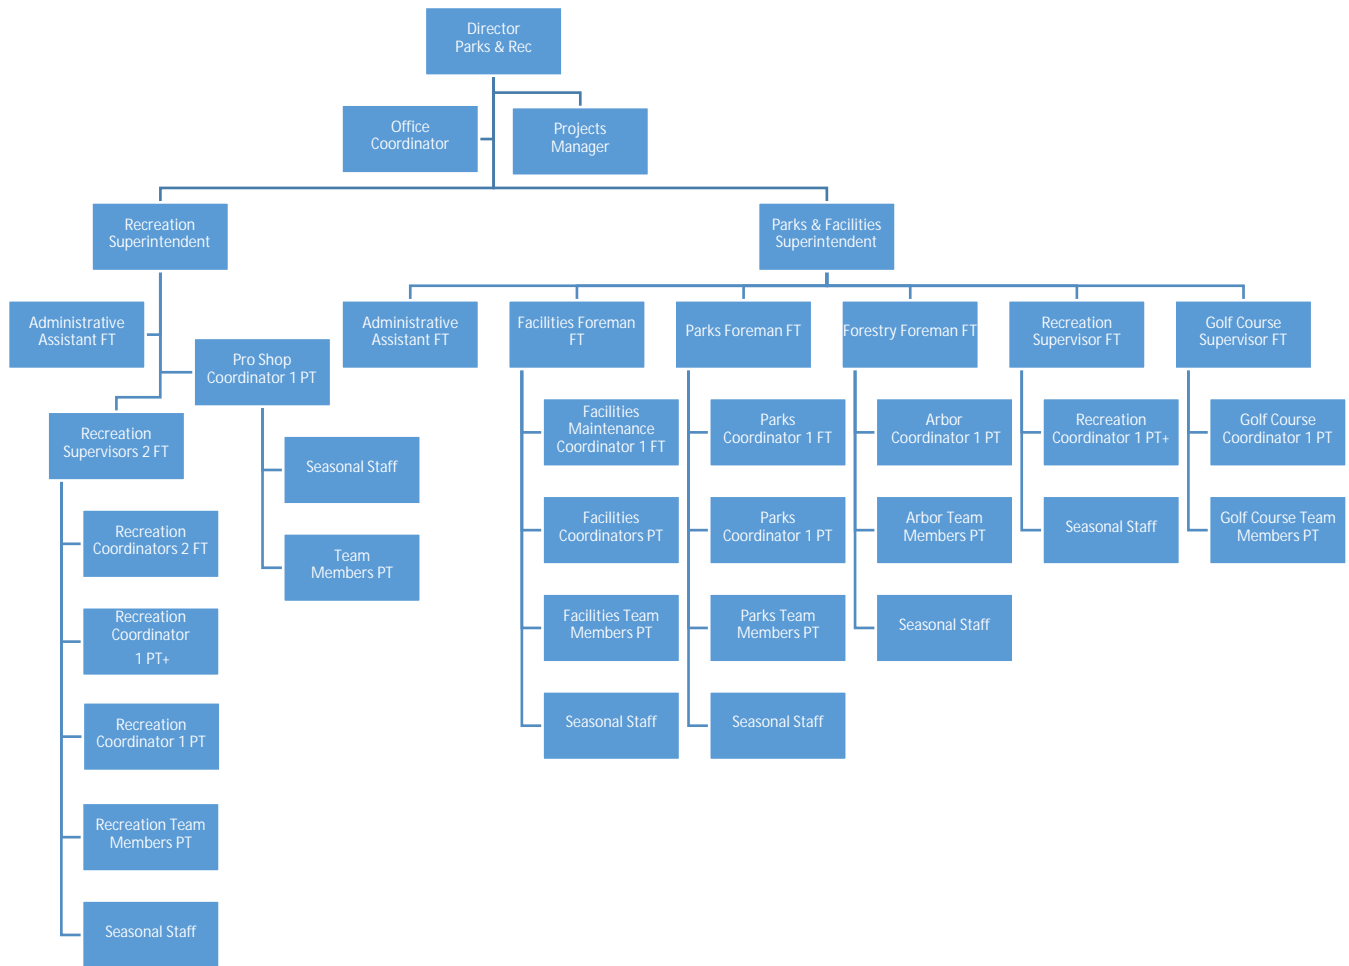 Director
Parks & Rec
Office
Coordinator
Projects
Manager
Recreation
Superintendent
Parks & Facilities
Superintendent
Administrative
Assistant FT
Pro Shop
Coordinator 1 PT
Recreation
Supervisors 2 FT
Seasonal Staff
Team
Members PT
Recreation
Coordinators 2 FT
Recreation
Coordinator
1 PT+
Recreation
Coordinator 1 PT
Recreation Team
Members PT
Seasonal Staff
Administrative
Assistant FT
Facilities Foreman
FT
Facilities
Maintenance
Coordinator 1 FT
Facilities
Coordinators PT
Facilities Team
Members PT
Seasonal Staff
Parks Foreman FT
Parks
Coordinator 1 FT
Parks
Coordinator 1 PT
Parks Team
Members PT
Seasonal Staff
Forestry Foreman FT
Arbor
Coordinator 1 PT
Arbor Team
Members PT
Seasonal Staff
Recreation
Supervisor FT
Recreation
Coordinator 1 PT+
Seasonal Staff
Golf Course
Supervisor FT
Golf Course
Coordinator 1 PT
Golf Course Team
Members PT